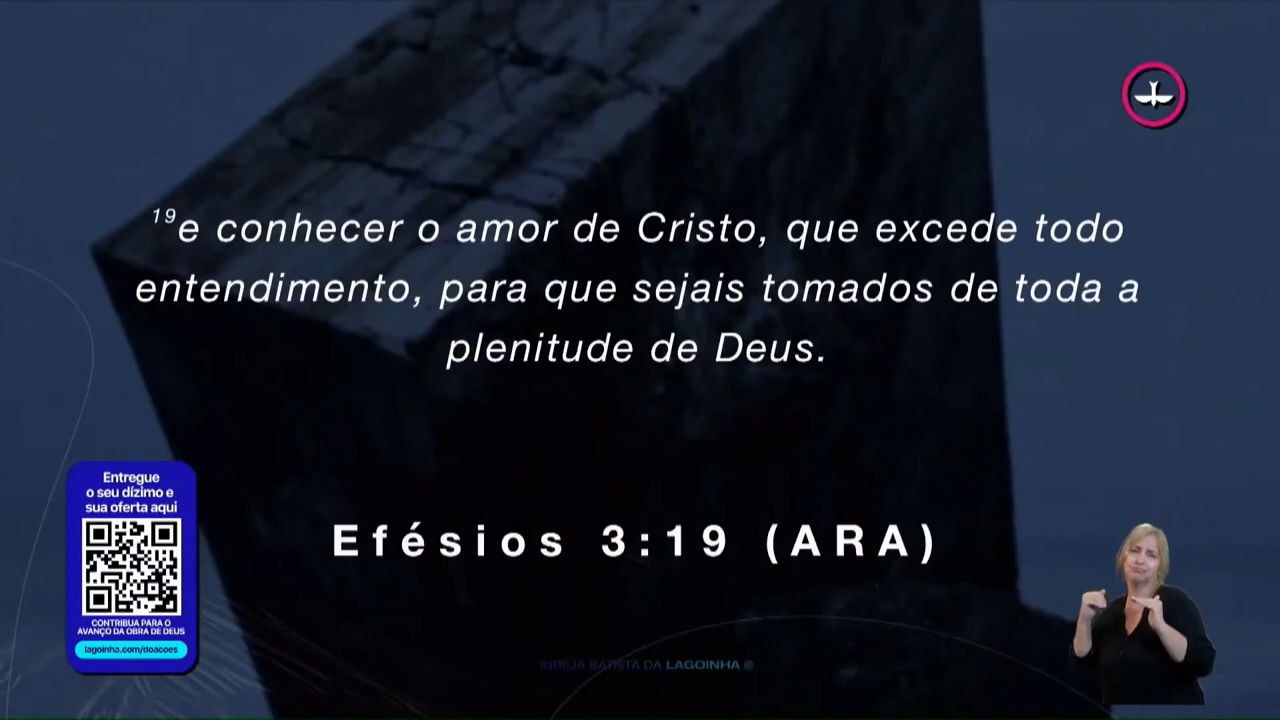 ¹⁹e conhecer o amor de Cristo, que excede todo
entendimento, para que sejais tomados de toda a
plenitude de Deus.
Efésios 3:19 (ARA)
Entregue
o seu dízimo e
sua oferta aqui
CONTRIBUA PARA O
AVANÇO DA OBRA DE DEUS
lagoinha.com/doacoes
IGREJA BATISTA DA LAGOINHA ®